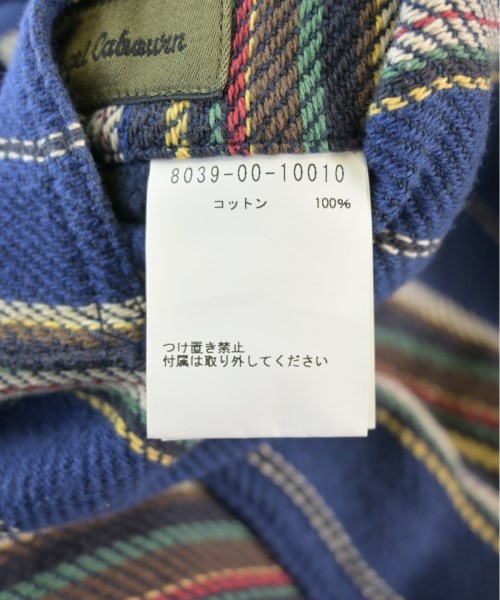 Calvourn
8039-00-10010
コットン 100%
つけ置き禁止
付属は取り外してください